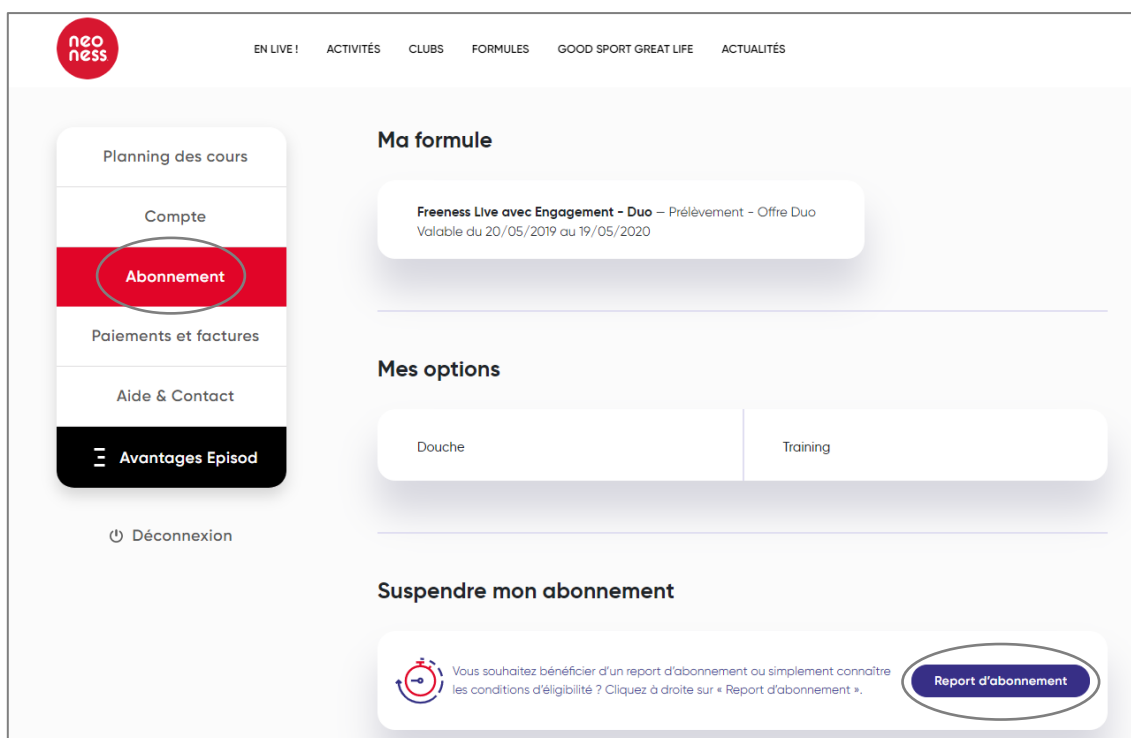 neo
ness
EN LIVE !
ACTIVITÉS
CLUBS
FORMULES
GOOD SPORT GREAT LIFE
ACTUALITÉS
Planning des cours
Compte
Abonnement
Paiements et factures
Aide & Contact
Avantages Episod
Déconnexion
Ma formule
Freeness Live avec Engagement - Duo — Prélèvement - Offre Duo
Valable du 20/05/2019 au 19/05/2020
Mes options
Douche
Training
Suspendre mon abonnement
Vous souhaitez bénéficier d'un report d'abonnement ou simplement connaître
les conditions d'éligibilité ? Cliquez à droite sur « Report d'abonnement ».
Report d'abonnement